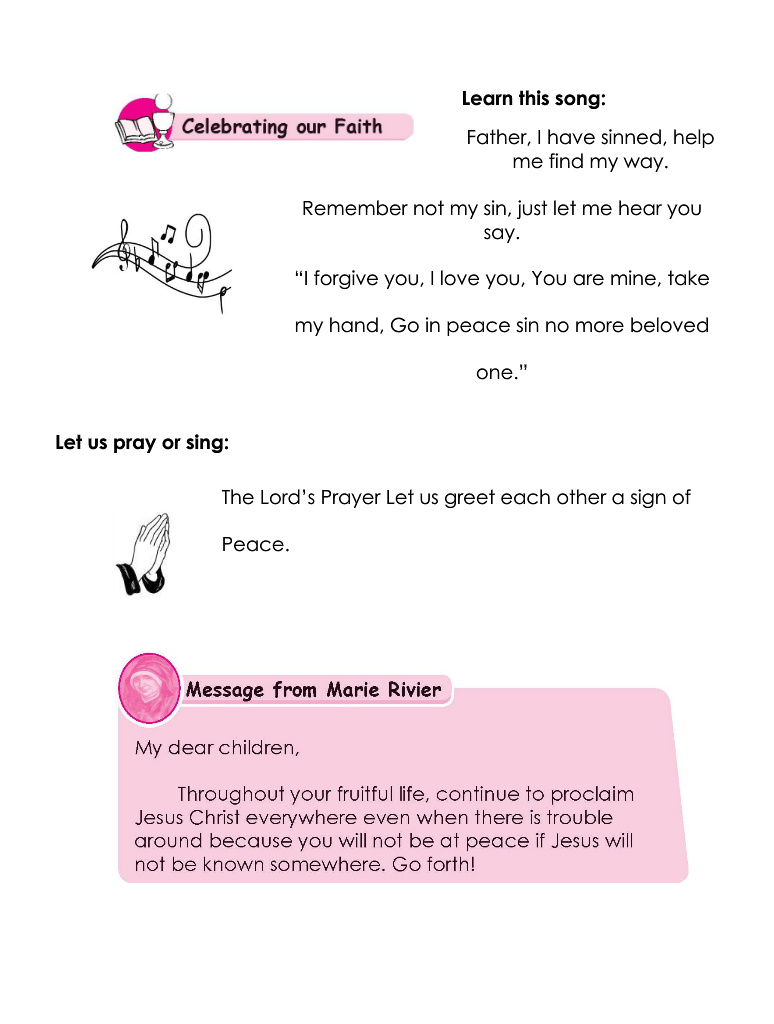 Celebrating our Faith
Learn this song:
Father, I have sinned, help
me find my way.
Remember not my sin, just let me hear you
say.
“I forgive you, I love you, You are mine, take
my hand, Go in peace sin no more beloved
one.”
Let us pray or sing:
The Lord’s Prayer Let us greet each other a sign of
Peace.
Message from Marie Rivier
My dear children,
Throughout your fruitful life, continue to proclaim
Jesus Christ everywhere even when there is trouble
around because you will not be at peace if Jesus will
not be known somewhere. Go forth!